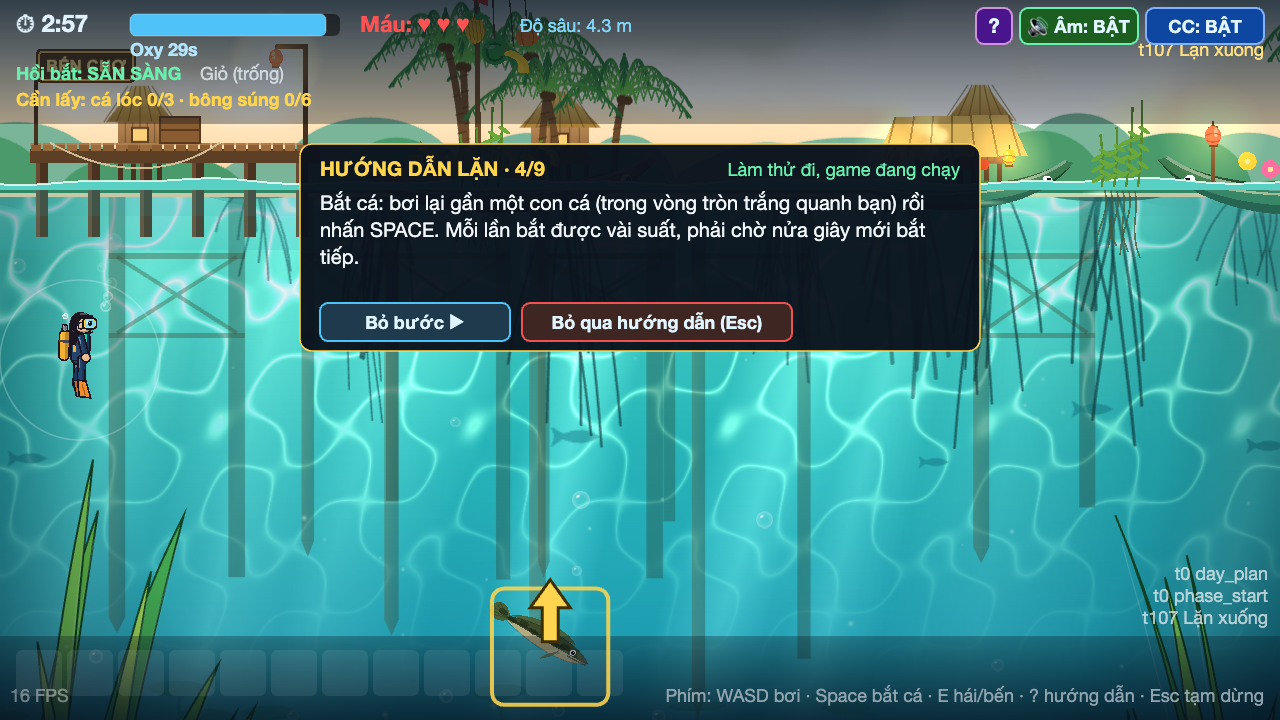 2:57
Oxy 29s
Máu: ♥ ♥ ♥
Độ sâu: 4.3 m
?
Âm: BẬT
CC: BẬT
t107 Lặn xuống
BẾN CHỢ
Hồi bắt: SẴN SÀNG Giỏ (trống)
Cần lấy: cá lóc 0/3 · bông súng 0/6
HƯỚNG DẪN LẶN · 4/9
Làm thử đi, game đang chạy
Bắt cá: bơi lại gần một con cá (trong vòng tròn trắng quanh bạn) rồi
nhấn SPACE. Mỗi lần bắt được vài suất, phải chờ nửa giây mới bắt
tiếp.
Bỏ bước ▶
Bỏ qua hướng dẫn (Esc)
t0 day_plan
t0 phase_start
t107 Lặn xuống
16 FPS
Phím: WASD bơi · Space bắt cá · E hái/bến · ? hướng dẫn · Esc tạm dừng